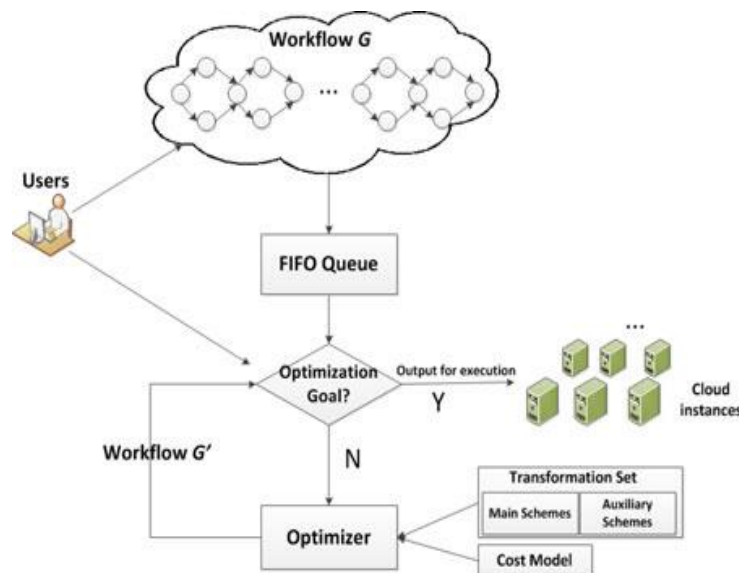 Workflow G
...
Users
FIFO Queue
...
Optimization
Goal?
Output for execution
Y
Cloud
instances
Workflow G'
N
Transformation Set
Main Schemes
Auxiliary
Schemes
Optimizer
Cost Model